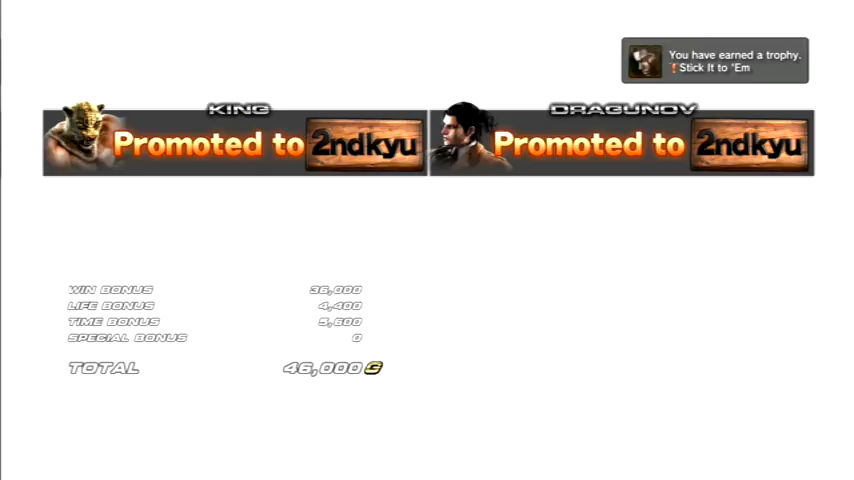 You have earned a trophy.
Stick It to 'Em
KING
Promoted to 2ndkyu
DRAGUNOV
Promoted to 2ndkyu
WIN BONUS 36,000
LIFE BONUS 4,400
TIME BONUS 5,600
SPECIAL BONUS 0
TOTAL 46,000 G